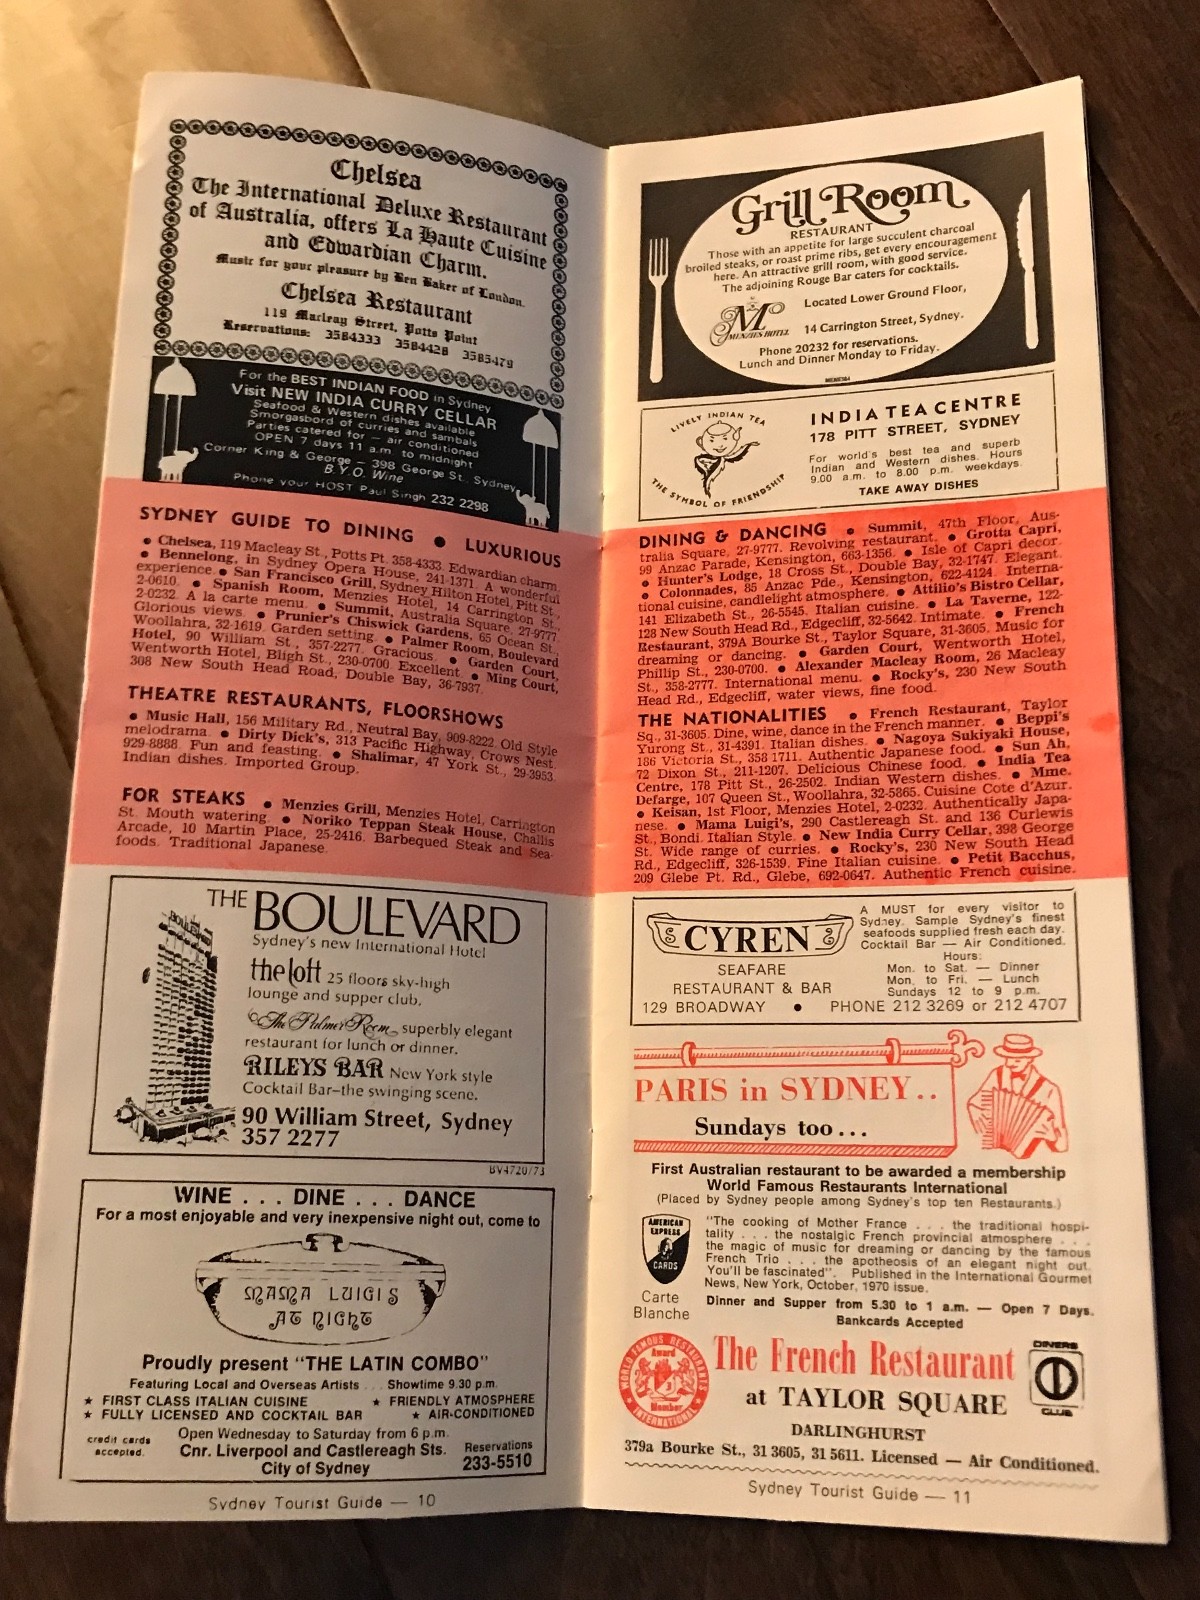 Chelsea
The International Deluxe Restaurant
of Australia, offers La Haute Cuisine
and Edwardian Charm.
Music for your pleasure by Ben Baker of London.
Chelsea Restaurant
119 Macleay Street, Potts Point
Reservations: 3584333 3584428 3585479
For the BEST INDIAN FOOD in Sydney
Visit NEW INDIA CURRY CELLAR
Seafood & Western dishes available
Smorgasbord of curries and sambals
Parties catered for — air conditioned
OPEN 7 days 11 a.m. to midnight
Corner King & George — 398 George St., Sydney
B.Y.O. Wine
Phone your HOST Paul Singh 232 2298
SYDNEY GUIDE TO DINING ● LUXURIOUS
● Chelsea, 119 Macleay St., Potts Pt. 358-4333. Edwardian charm.
● Bennelong, in Sydney Opera House, 241-1371. A wonderful
experience. ● San Francisco Grill, Sydney Hilton Hotel, Pitt St.,
2-0610. ● Spanish Room, Menzies Hotel, 14 Carrington St.,
2-0232. A la carte menu. ● Summit, Australia Square, 27-9777.
Glorious views. ● Prunier's Chiswick Gardens, 65 Ocean St.,
Woollahra, 32-1619. Garden setting. ● Palmer Room, Boulevard
Hotel, 90 William St., 357-2277. Gracious. ● Garden Court,
Wentworth Hotel, Bligh St., 230-0700. Excellent. ● Ming Court,
308 New South Head Road, Double Bay, 36-7937.
THEATRE RESTAURANTS, FLOORSHOWS
● Music Hall, 156 Military Rd., Neutral Bay, 909-8222. Old Style
melodrama. ● Dirty Dick's, 313 Pacific Highway, Crows Nest.
929-8888. Fun and feasting. ● Shalimar, 47 York St., 29-3953.
Indian dishes. Imported Group.
FOR STEAKS ● Menzies Grill, Menzies Hotel, Carrington
St. Mouth watering. ● Noriko Teppan Steak House, Challis
Arcade, 10 Martin Place, 25-2416. Barbequed Steak and Sea-
foods. Traditional Japanese.
BOULEVARD
THE BOULEVARD
Sydney's new International Hotel
the loft 25 floors sky-high
lounge and supper club.
The Palmer Room superbly elegant
restaurant for lunch or dinner.
RILEYS BAR New York style
Cocktail Bar–the swinging scene.
90 William Street, Sydney
357 2277
BV4720/73
WINE . . . DINE . . . DANCE
For a most enjoyable and very inexpensive night out, come to
MAMA LUIGIS
AT NIGHT
Proudly present "THE LATIN COMBO"
Featuring Local and Overseas Artists . . Showtime 9.30 p.m.
★ FIRST CLASS ITALIAN CUISINE ★ FRIENDLY ATMOSPHERE
★ FULLY LICENSED AND COCKTAIL BAR ★ AIR-CONDITIONED
Open Wednesday to Saturday from 6 p.m.
credit cards accepted.
Cnr. Liverpool and Castlereagh Sts.
City of Sydney
Reservations
233-5510
Sydney Tourist Guide — 10
Grill Room
RESTAURANT
Those with an appetite for large succulent charcoal
broiled steaks, or roast prime ribs, get every encouragement
here. An attractive grill room, with good service.
The adjoining Rouge Bar caters for cocktails.
M
MENZIES HOTEL
Located Lower Ground Floor,
14 Carrington Street, Sydney.
Phone 20232 for reservations.
Lunch and Dinner Monday to Friday.
LIVELY INDIAN TEA
THE SYMBOL OF FRIENDSHIP
INDIA TEA CENTRE
178 PITT STREET, SYDNEY
For world's best tea and superb
Indian and Western dishes. Hours
9.00 a.m. to 8.00 p.m. weekdays.
TAKE AWAY DISHES
DINING & DANCING ● Summit, 47th Floor, Aus-
tralia Square, 27-9777. Revolving restaurant. ● Grotta Capri,
99 Anzac Parade, Kensington, 663-1356. ● Isle of Capri decor.
● Hunter's Lodge, 18 Cross St., Double Bay, 32-1747. Elegant.
● Colonnades, 85 Anzac Pde., Kensington, 622-4124. Interna-
tional cuisine, candlelight atmosphere. ● Attilio's Bistro Cellar,
141 Elizabeth St., 26-5545. Italian cuisine. ● La Taverne, 122-
128 New South Head Rd., Edgecliff, 32-5642. Intimate. ● French
Restaurant, 379A Bourke St., Taylor Square, 31-3605. Music for
dreaming or dancing. ● Garden Court, Wentworth Hotel,
Phillip St., 230-0700. ● Alexander Macleay Room, 26 Macleay
St., 358-2777. International menu. ● Rocky's, 230 New South
Head Rd., Edgecliff, water views, fine food.
THE NATIONALITIES ● French Restaurant, Taylor
Sq., 31-3605. Dine, wine, dance in the French manner. ● Beppi's
Yurong St., 31-4391. Italian dishes. ● Nagoya Sukiyaki House,
186 Victoria St., 358 1711. Authentic Japanese food. ● Sun Ah,
72 Dixon St., 211-1207. Delicious Chinese food. ● India Tea
Centre, 178 Pitt St., 26-2502. Indian Western dishes. ● Mme.
Defarge, 107 Queen St., Woollahra, 32-5865. Cuisine Cote d'Azur.
● Keisan, 1st Floor, Menzies Hotel, 2-0232. Authentically Japa-
nese. ● Mama Luigi's, 290 Castlereagh St. and 136 Curlewis
St., Bondi. Italian Style. ● New India Curry Cellar, 398 George
St. Wide range of curries. ● Rocky's, 230 New South Head
Rd., Edgecliff, 326-1539. Fine Italian cuisine. ● Petit Bacchus,
209 Glebe Pt. Rd., Glebe, 692-0647. Authentic French cuisine.
CYREN
SEAFARE
RESTAURANT & BAR
A MUST for every visitor to
Sydney. Sample Sydney's finest
seafoods supplied fresh each day.
Cocktail Bar — Air Conditioned.
Hours:
Mon. to Sat. — Dinner
Mon. to Fri. — Lunch
Sundays 12 to 9 p.m.
129 BROADWAY ● PHONE 212 3269 or 212 4707
PARIS in SYDNEY..
Sundays too...
First Australian restaurant to be awarded a membership
World Famous Restaurants International
(Placed by Sydney people among Sydney's top ten Restaurants.)
AMERICAN
EXPRESS
CARDS
Carte
Blanche
"The cooking of Mother France . . . the traditional hospi-
tality . . . the nostalgic French provincial atmosphere . . .
the magic of music for dreaming or dancing by the famous
French Trio . . . the apotheosis of an elegant night out.
You'll be fascinated". Published in the International Gourmet
News, New York, October, 1970 issue.
Dinner and Supper from 5.30 to 1 a.m. — Open 7 Days.
Bankcards Accepted
WORLD FAMOUS RESTAURANTS INTERNATIONAL
Award
Member
The French Restaurant
at TAYLOR SQUARE
DINERS
CLUB
DARLINGHURST
379a Bourke St., 31 3605, 31 5611. Licensed — Air Conditioned.
Sydney Tourist Guide — 11